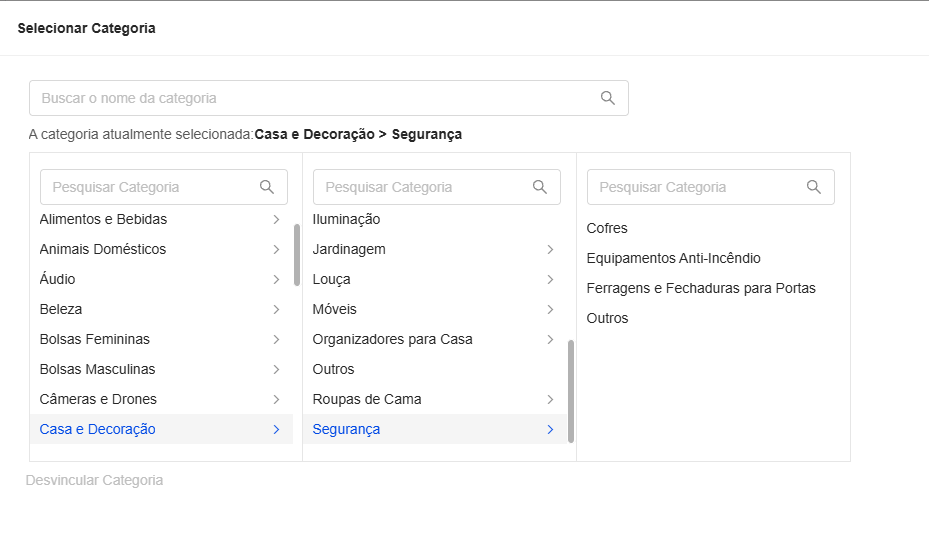 Selecionar Categoria
Buscar o nome da categoria
A categoria atualmente selecionada:Casa e Decoração > Segurança
Pesquisar Categoria
Alimentos e Bebidas
Animais Domésticos
Áudio
Beleza
Bolsas Femininas
Bolsas Masculinas
Câmeras e Drones
Casa e Decoração
Pesquisar Categoria
Iluminação
Jardinagem
Louça
Móveis
Organizadores para Casa
Outros
Roupas de Cama
Segurança
Pesquisar Categoria
Cofres
Equipamentos Anti-Incêndio
Ferragens e Fechaduras para Portas
Outros
Desvincular Categoria